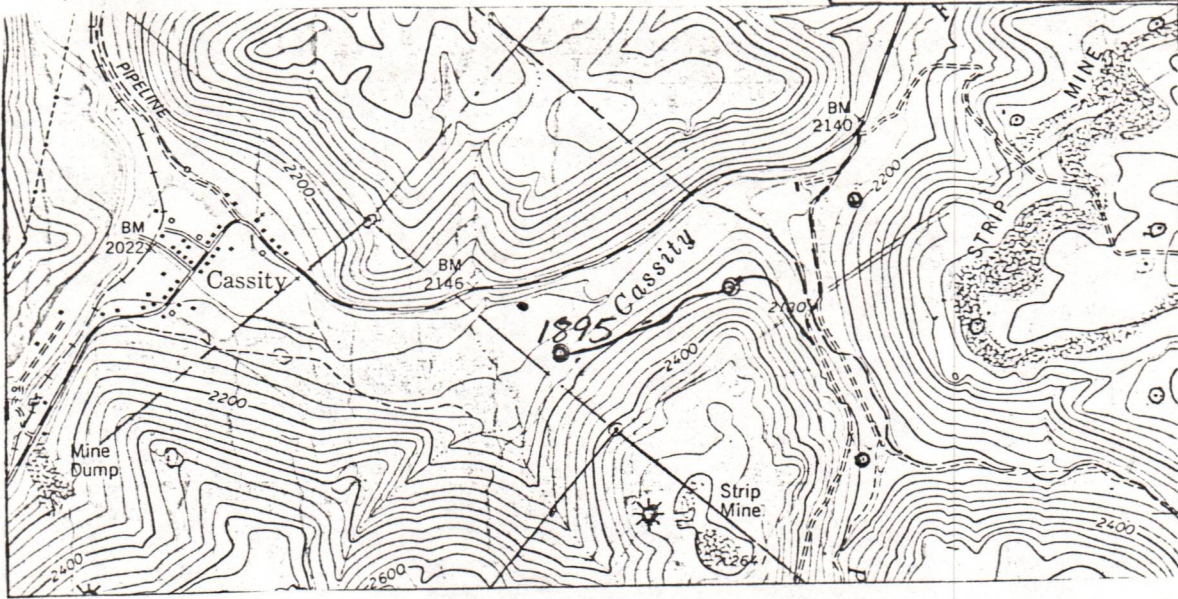 PIPELINE
MINE
BM
2140
2200
2200
STRIP
BM
2022
Cassity
BM
2146
Cassity
1895
2130
2400
2200
Mine
Dump
Strip
Mine
2400
2400
2600